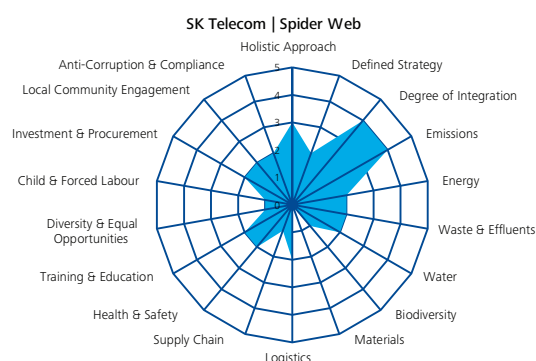 SK Telecom | Spider Web
Holistic Approach
Defined Strategy
Degree of Integration
Emissions
Energy
Waste & Effluents
Water
Biodiversity
Materials
Logistics
Supply Chain
Health & Safety
Training & Education
Diversity & Equal
Opportunities
Child & Forced Labour
Investment & Procurement
Local Community Engagement
Anti-Corruption & Compliance
5
4
3
2
1
0